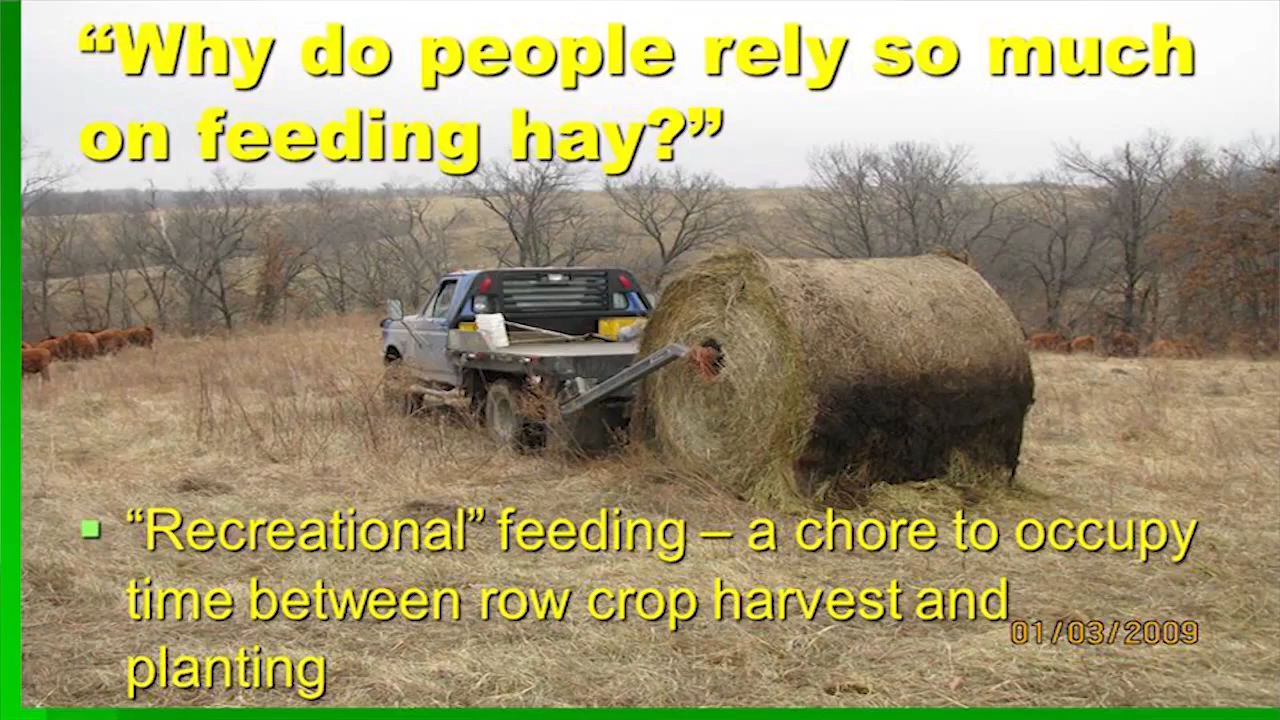 “Why do people rely so much
on feeding hay?”
“Recreational” feeding – a chore to occupy
time between row crop harvest and
planting
01/03/2009